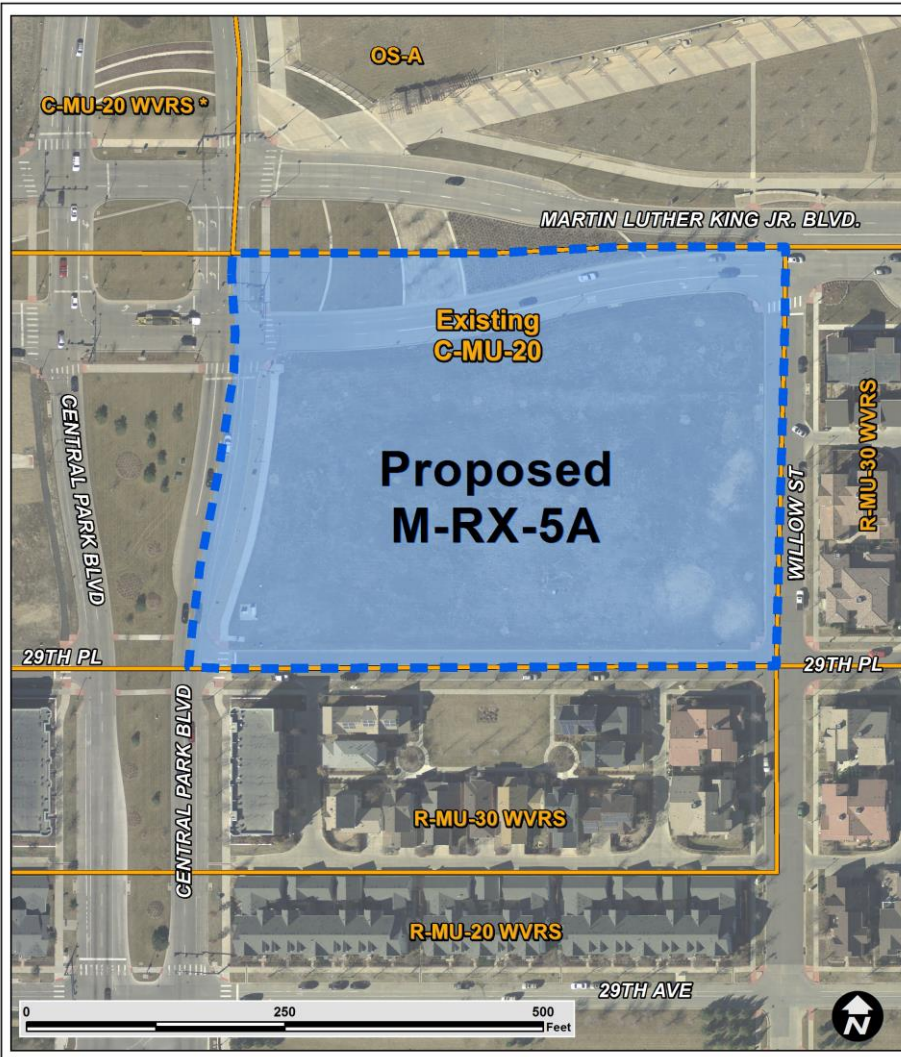 OS-A
C-MU-20 WVRS *
MARTIN LUTHER KING JR. BLVD.
Existing
C-MU-20
Proposed
M-RX-5A
CENTRAL PARK BLVD
WILLOW ST
R-MU-30 WVRS
29TH PL
29TH PL
CENTRAL PARK BLVD
R-MU-30 WVRS
R-MU-20 WVRS
29TH AVE
0 250 500
Feet
N